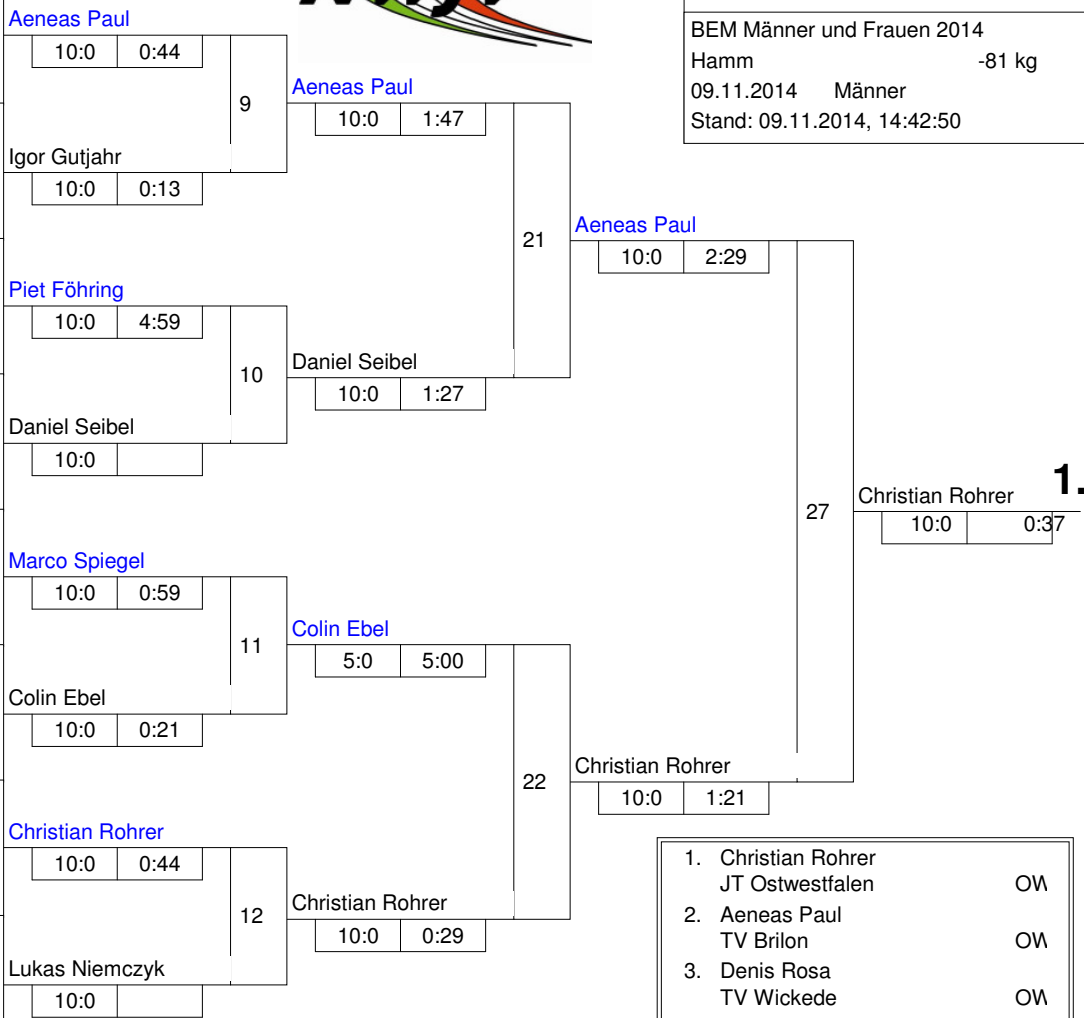 BEM Männer und Frauen 2014
Hamm -81 kg
09.11.2014 Männer
Stand: 09.11.2014, 14:42:50
Aeneas Paul
10:0 0:44
9
Igor Gutjahr
10:0 0:13
Piet Föhring
10:0 4:59
10
Daniel Seibel
10:0
Marco Spiegel
10:0 0:59
11
Colin Ebel
10:0 0:21
Christian Rohrer
10:0 0:44
12
Lukas Niemczyk
10:0
Aeneas Paul
10:0 1:47
21
Daniel Seibel
10:0 1:27
Colin Ebel
5:0 5:00
22
Christian Rohrer
10:0 0:29
Aeneas Paul
10:0 2:29
27
Christian Rohrer
10:0 1:21
Christian Rohrer 1.
10:0 0:37
1. Christian Rohrer
JT Ostwestfalen OW
2. Aeneas Paul
TV Brilon OW
3. Denis Rosa
TV Wickede OW